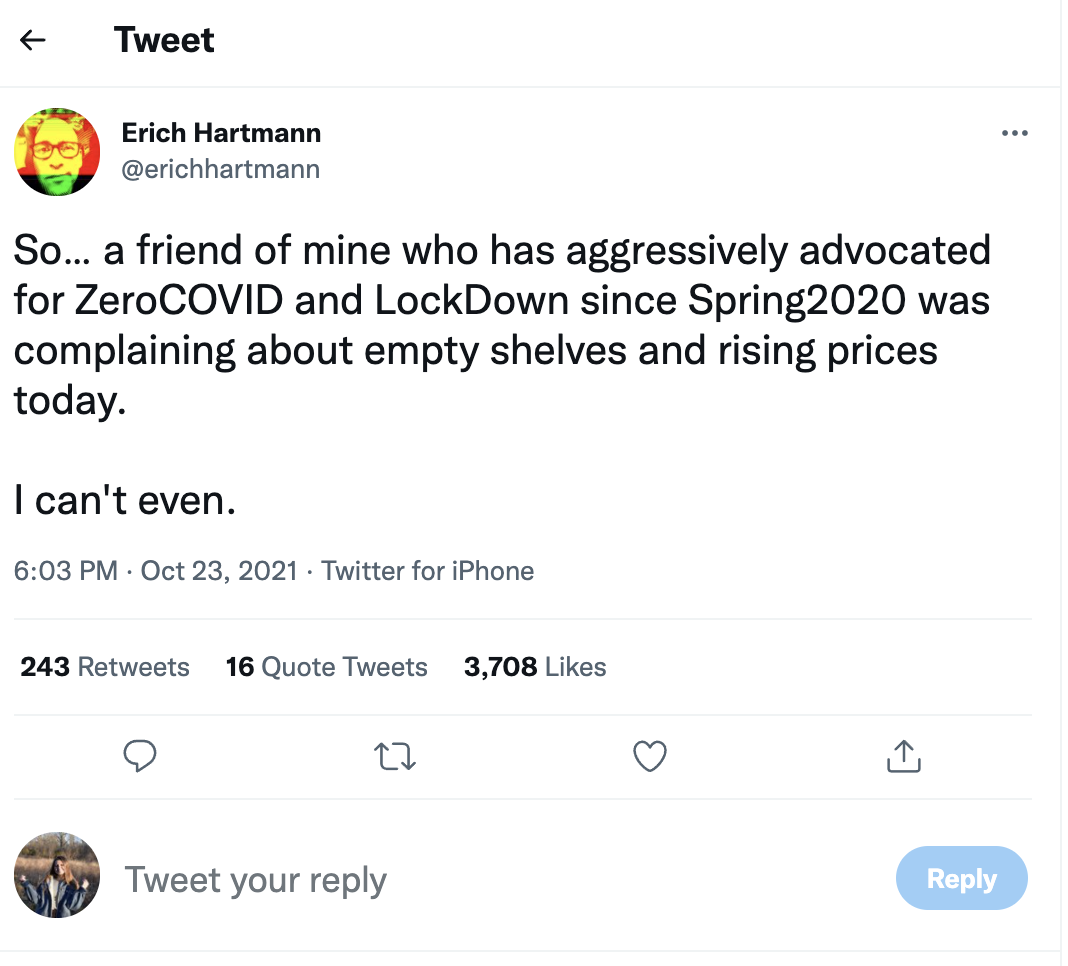 Tweet
Erich Hartmann
@erichhartmann
So... a friend of mine who has aggressively advocated
for ZeroCOVID and LockDown since Spring2020 was
complaining about empty shelves and rising prices
today.
I can't even.
6:03 PM · Oct 23, 2021 · Twitter for iPhone
243 Retweets 16 Quote Tweets 3,708 Likes
Tweet your reply
Reply